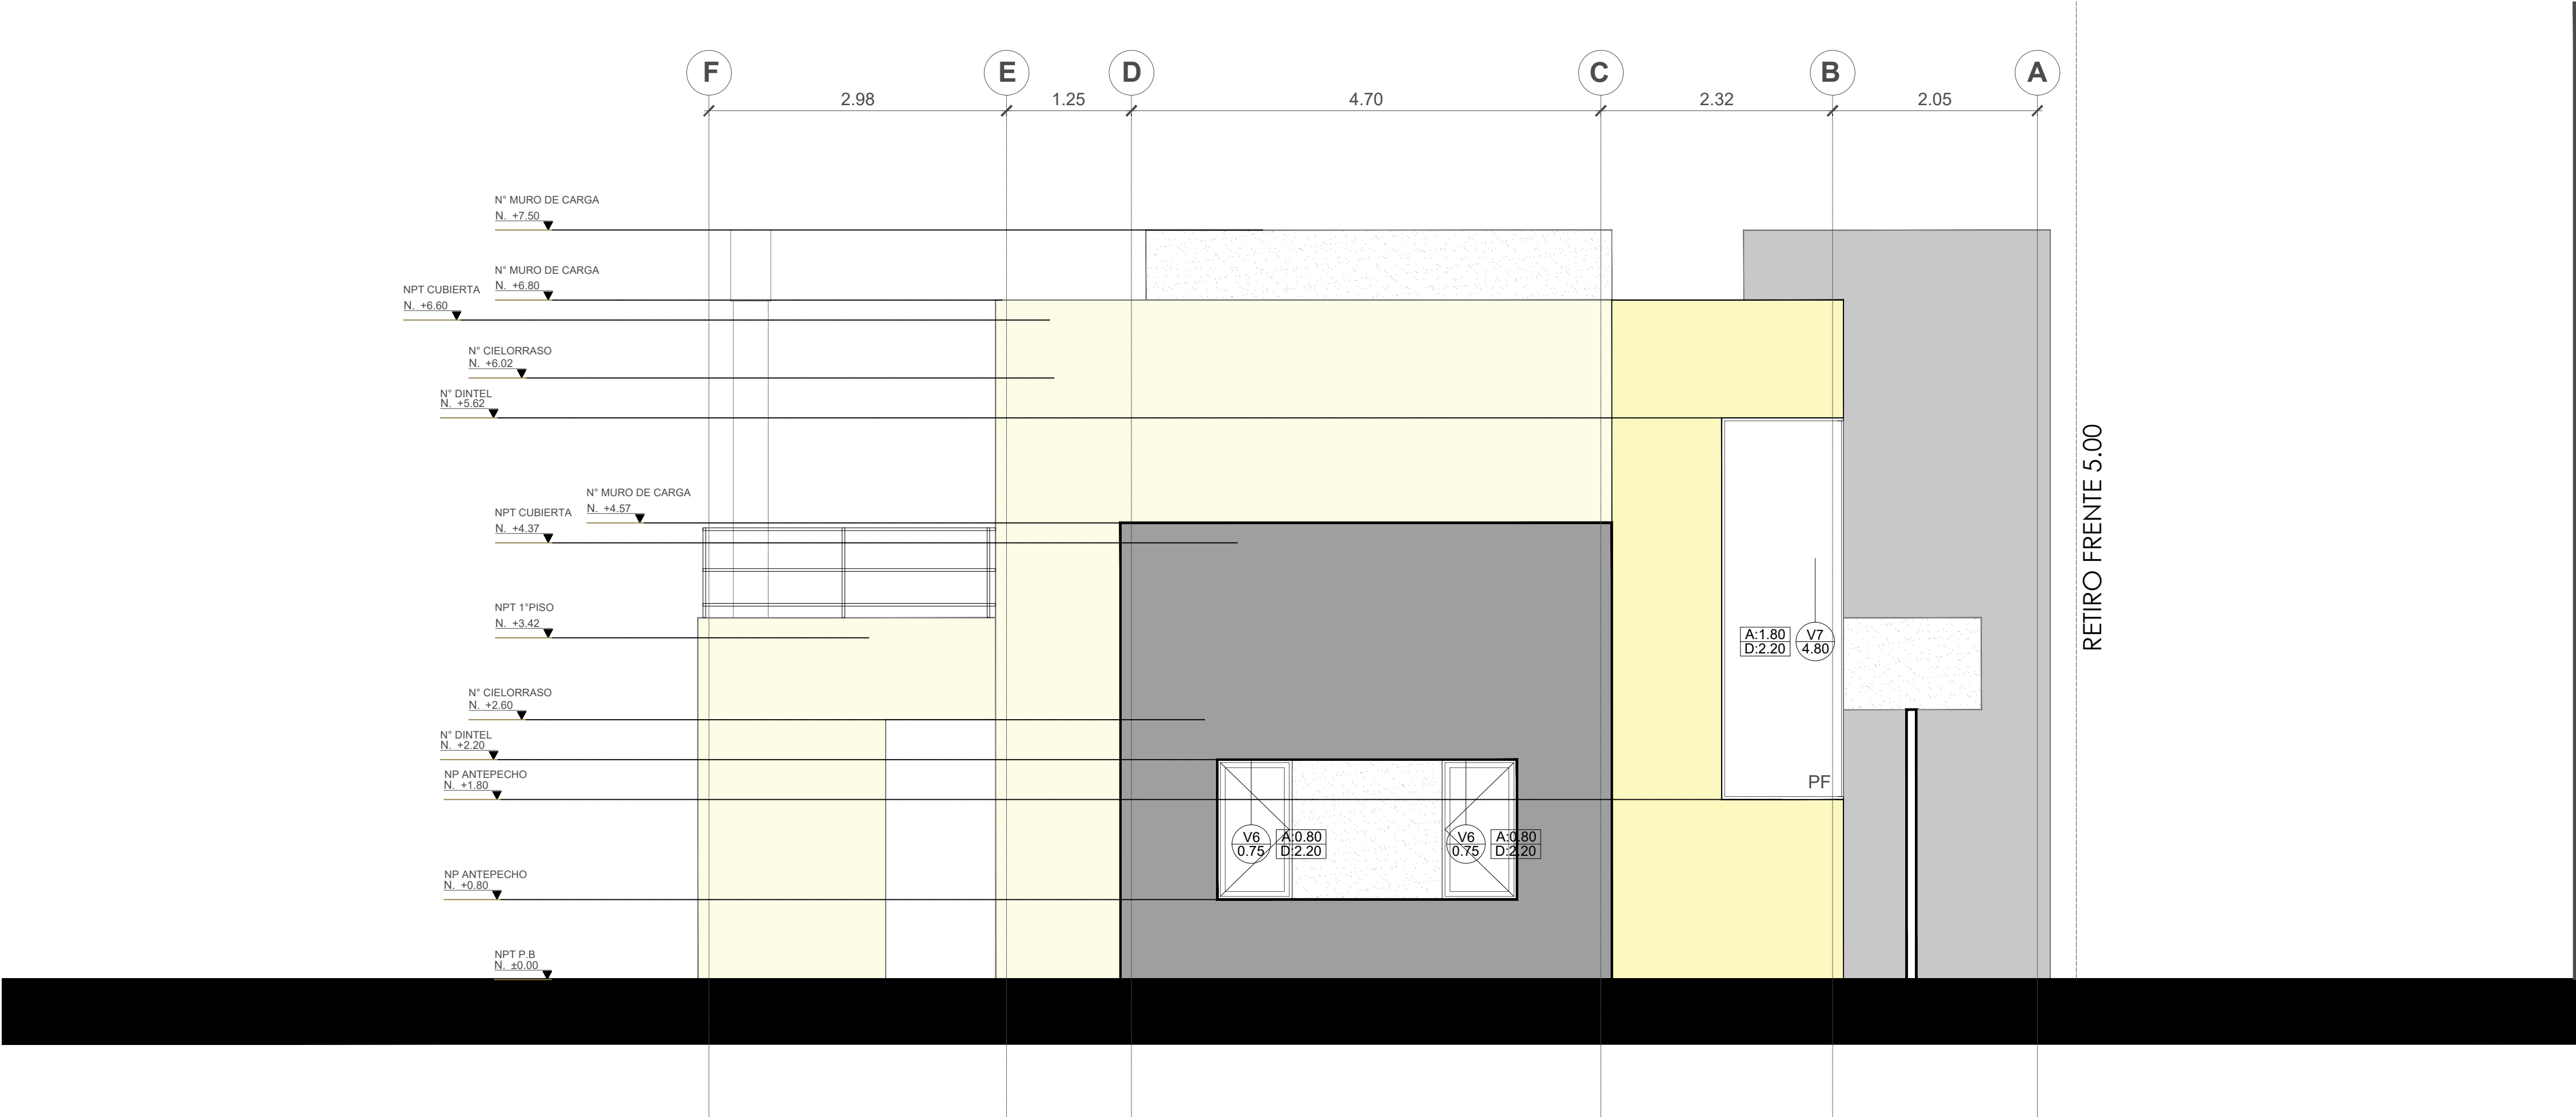 F E D C B A
2.98 1.25 4.70 2.32 2.05
N° MURO DE CARGA
N. +7.50
N° MURO DE CARGA
N. +6.80
NPT CUBIERTA
N. +6.60
N° CIELORRASO
N. +6.02
N° DINTEL
N. +5.62
N° MURO DE CARGA
N. +4.57
NPT CUBIERTA
N. +4.37
NPT 1°PISO
N. +3.42
N° CIELORRASO
N. +2.60
N° DINTEL
N. +2.20
NP ANTEPECHO
N. +1.80
NP ANTEPECHO
N. +0.80
NPT P.B
N. ±0.00
A:1.80 V7
D:2.20 4.80
PF
V6 A:0.80 V6 A:0.80
0.75 D:2.20 0.75 D:2.20
RETIRO FRENTE 5.00